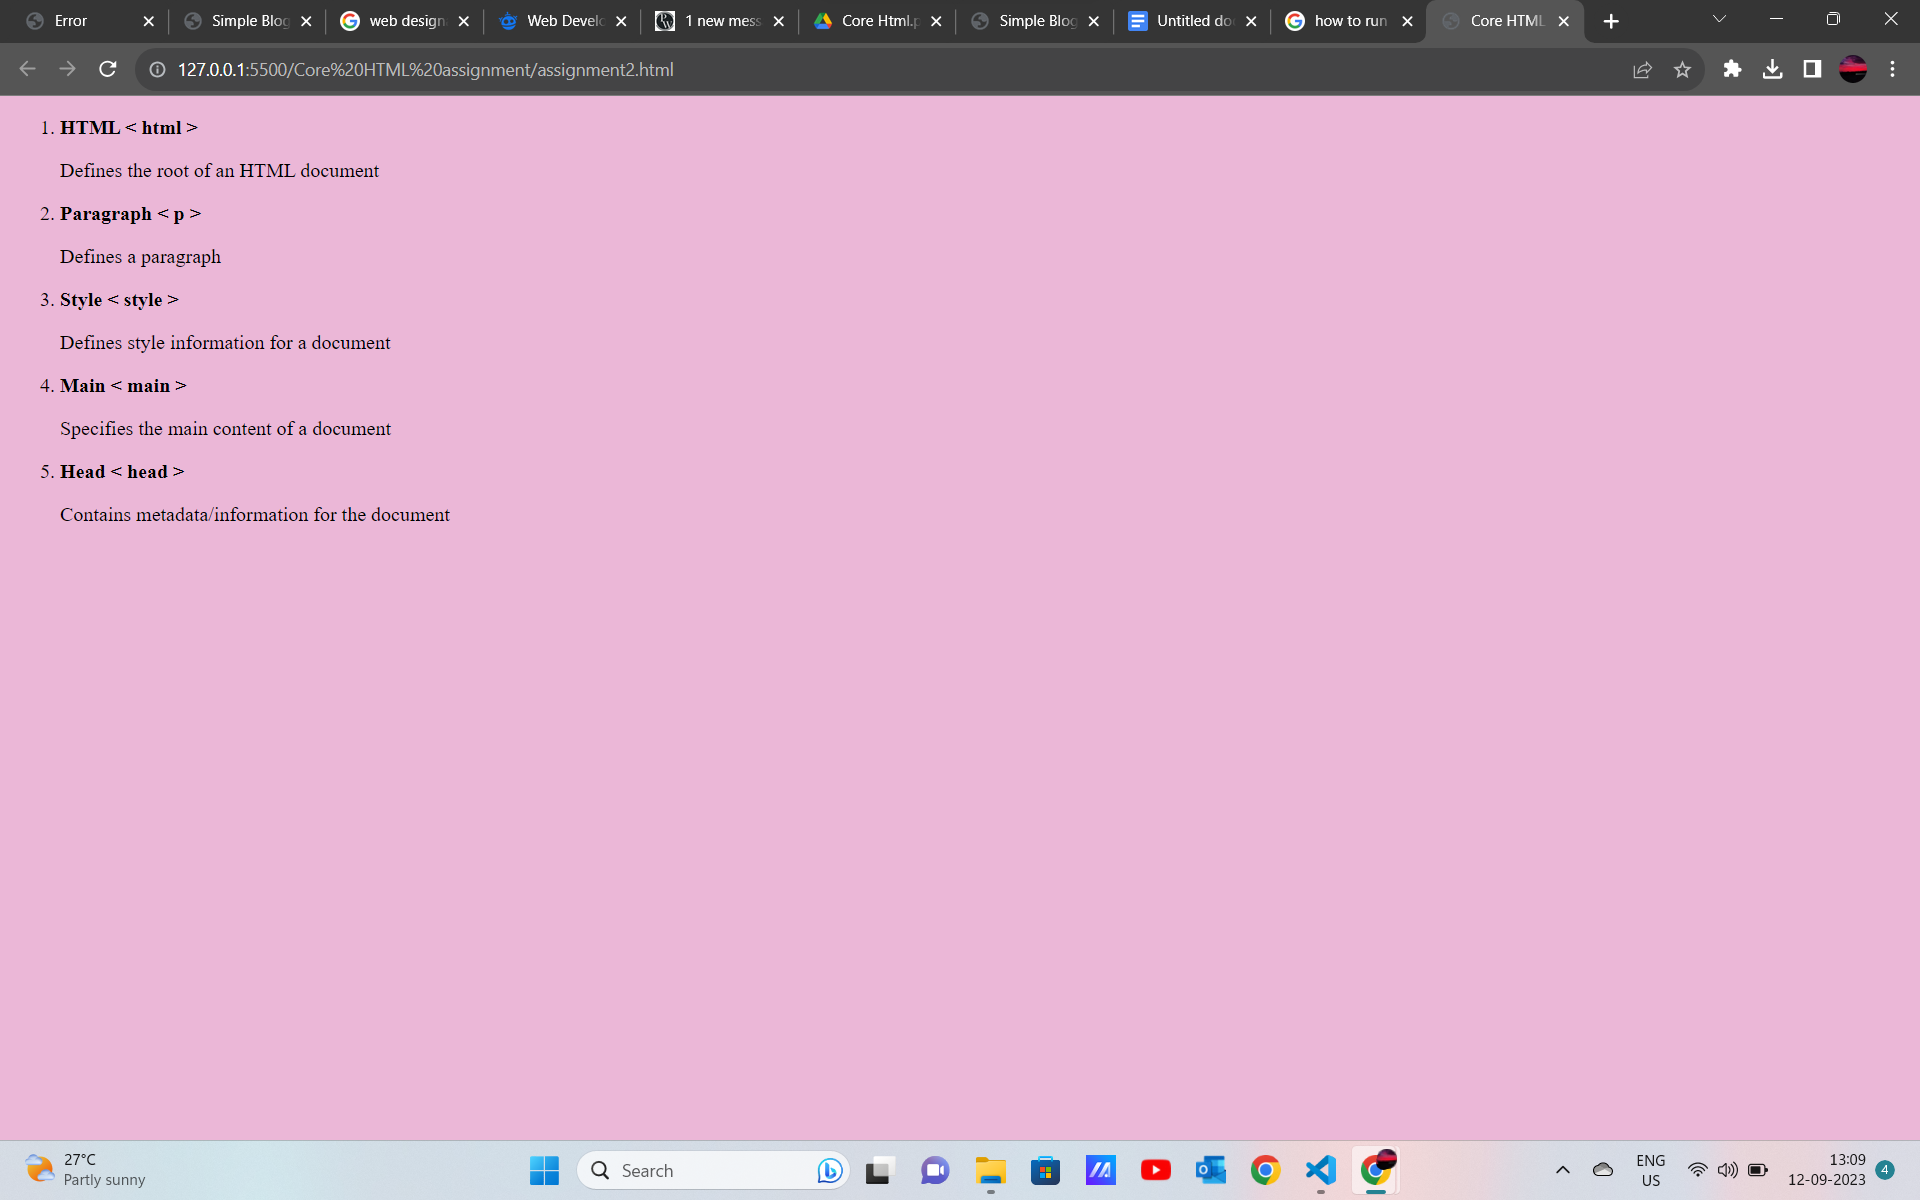 Error
Simple Blog
web design
Web Develo
1 new mess
Core Html.p
Simple Blog
Untitled do
how to run
Core HTML
127.0.0.1:5500/Core%20HTML%20assignment/assignment2.html
1. HTML < html >
Defines the root of an HTML document
2. Paragraph < p >
Defines a paragraph
3. Style < style >
Defines style information for a document
4. Main < main >
Specifies the main content of a document
5. Head < head >
Contains metadata/information for the document
27°C
Partly sunny
Search
ENG
US
13:09
12-09-2023
4